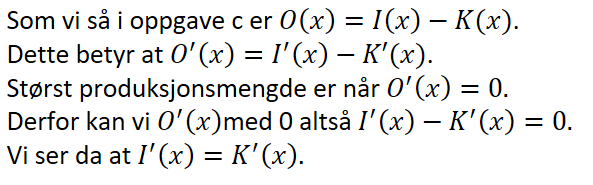 Som vi så i oppgave c er O(x) = I(x) − K(x).
Dette betyr at O′(x) = I′(x) − K′(x).
Størst produksjonsmengde er når O′(x) = 0.
Derfor kan vi O′(x)med 0 altså I′(x) − K′(x) = 0.
Vi ser da at I′(x) = K′(x).